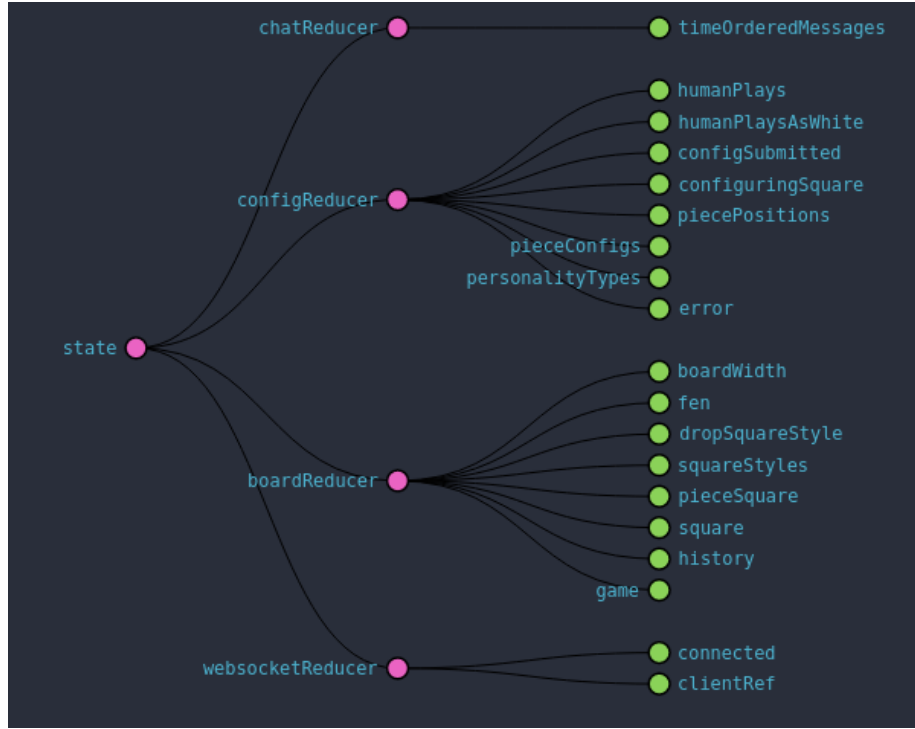 chatReducer
timeOrderedMessages
humanPlays
humanPlaysAsWhite
configSubmitted
configReducer
configuringSquare
piecePositions
pieceConfigs
personalityTypes
error
state
boardWidth
fen
dropSquareStyle
squareStyles
boardReducer
pieceSquare
square
history
game
connected
websocketReducer
clientRef